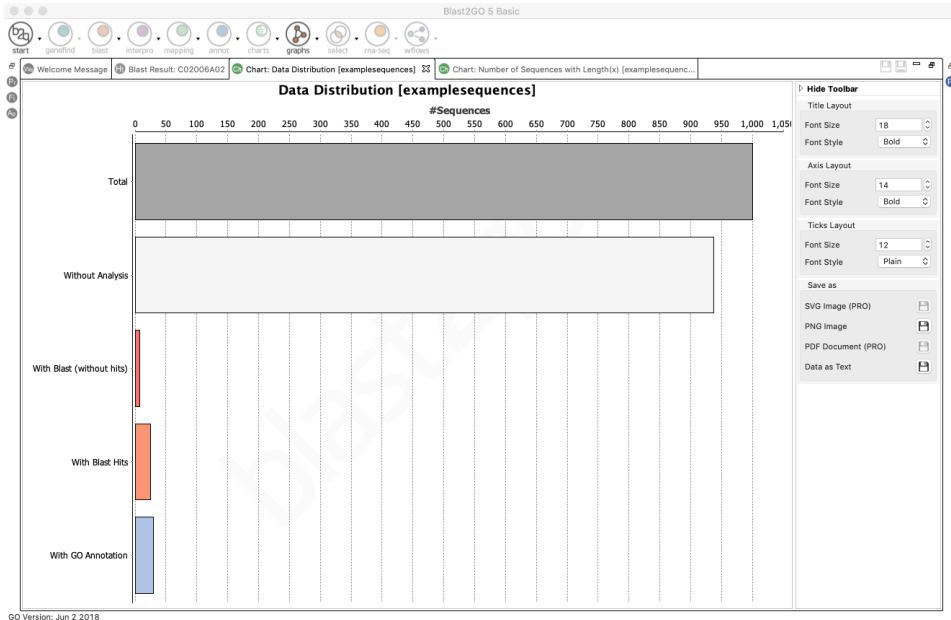 Blast2GO 5 Basic
start genefind blast interpro mapping annot charts graphs select rna-seq wflows
Welcome Message Blast Result: C02006A02 Chart: Data Distribution [examplesequences] Chart: Number of Sequences with Length(x) [examplesequenc...
Data Distribution [examplesequences]
#Sequences
0 50 100 150 200 250 300 350 400 450 500 550 600 650 700 750 800 850 900 950 1,000 1,050
Total
Without Analysis
With Blast (without hits)
With Blast Hits
With GO Annotation
blast2go
Hide Toolbar
Title Layout
Font Size 18
Font Style Bold
Axis Layout
Font Size 14
Font Style Bold
Ticks Layout
Font Size 12
Font Style Plain
Save as
SVG Image (PRO)
PNG Image
PDF Document (PRO)
Data as Text
GO Version: Jun 2 2018